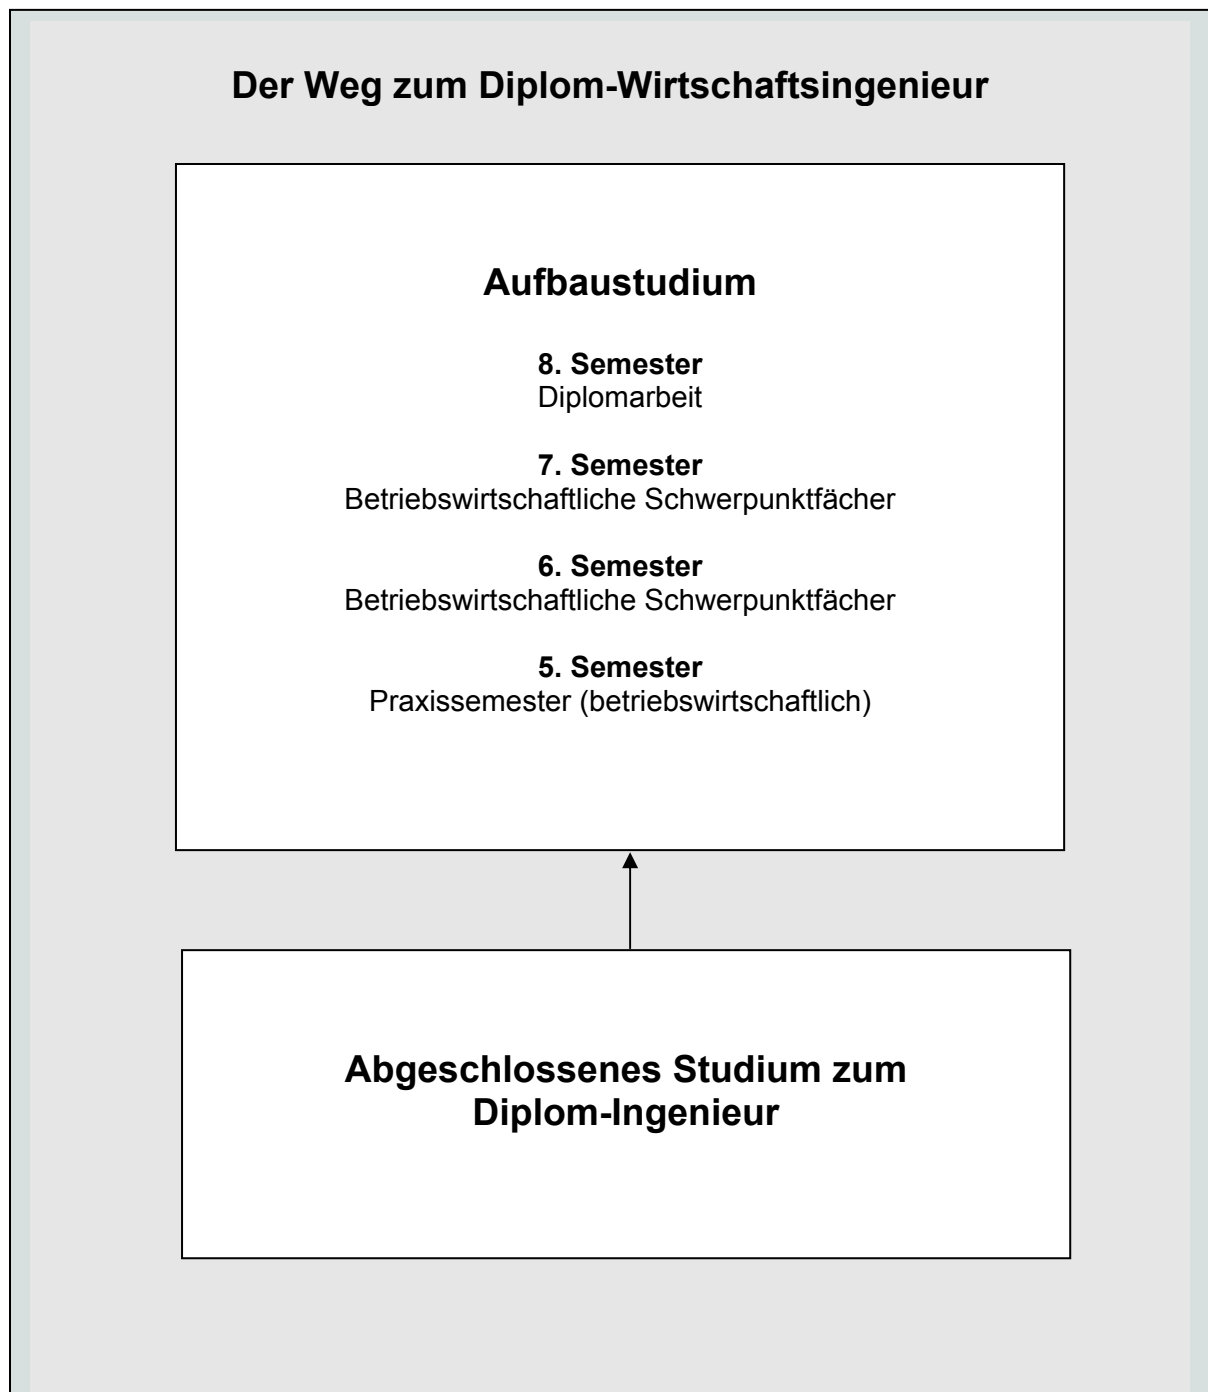 Der Weg zum Diplom-Wirtschaftsingenieur
Aufbaustudium
8. Semester
Diplomarbeit
7. Semester
Betriebswirtschaftliche Schwerpunktfächer
6. Semester
Betriebswirtschaftliche Schwerpunktfächer
5. Semester
Praxissemester (betriebswirtschaftlich)
Abgeschlossenes Studium zum
Diplom-Ingenieur